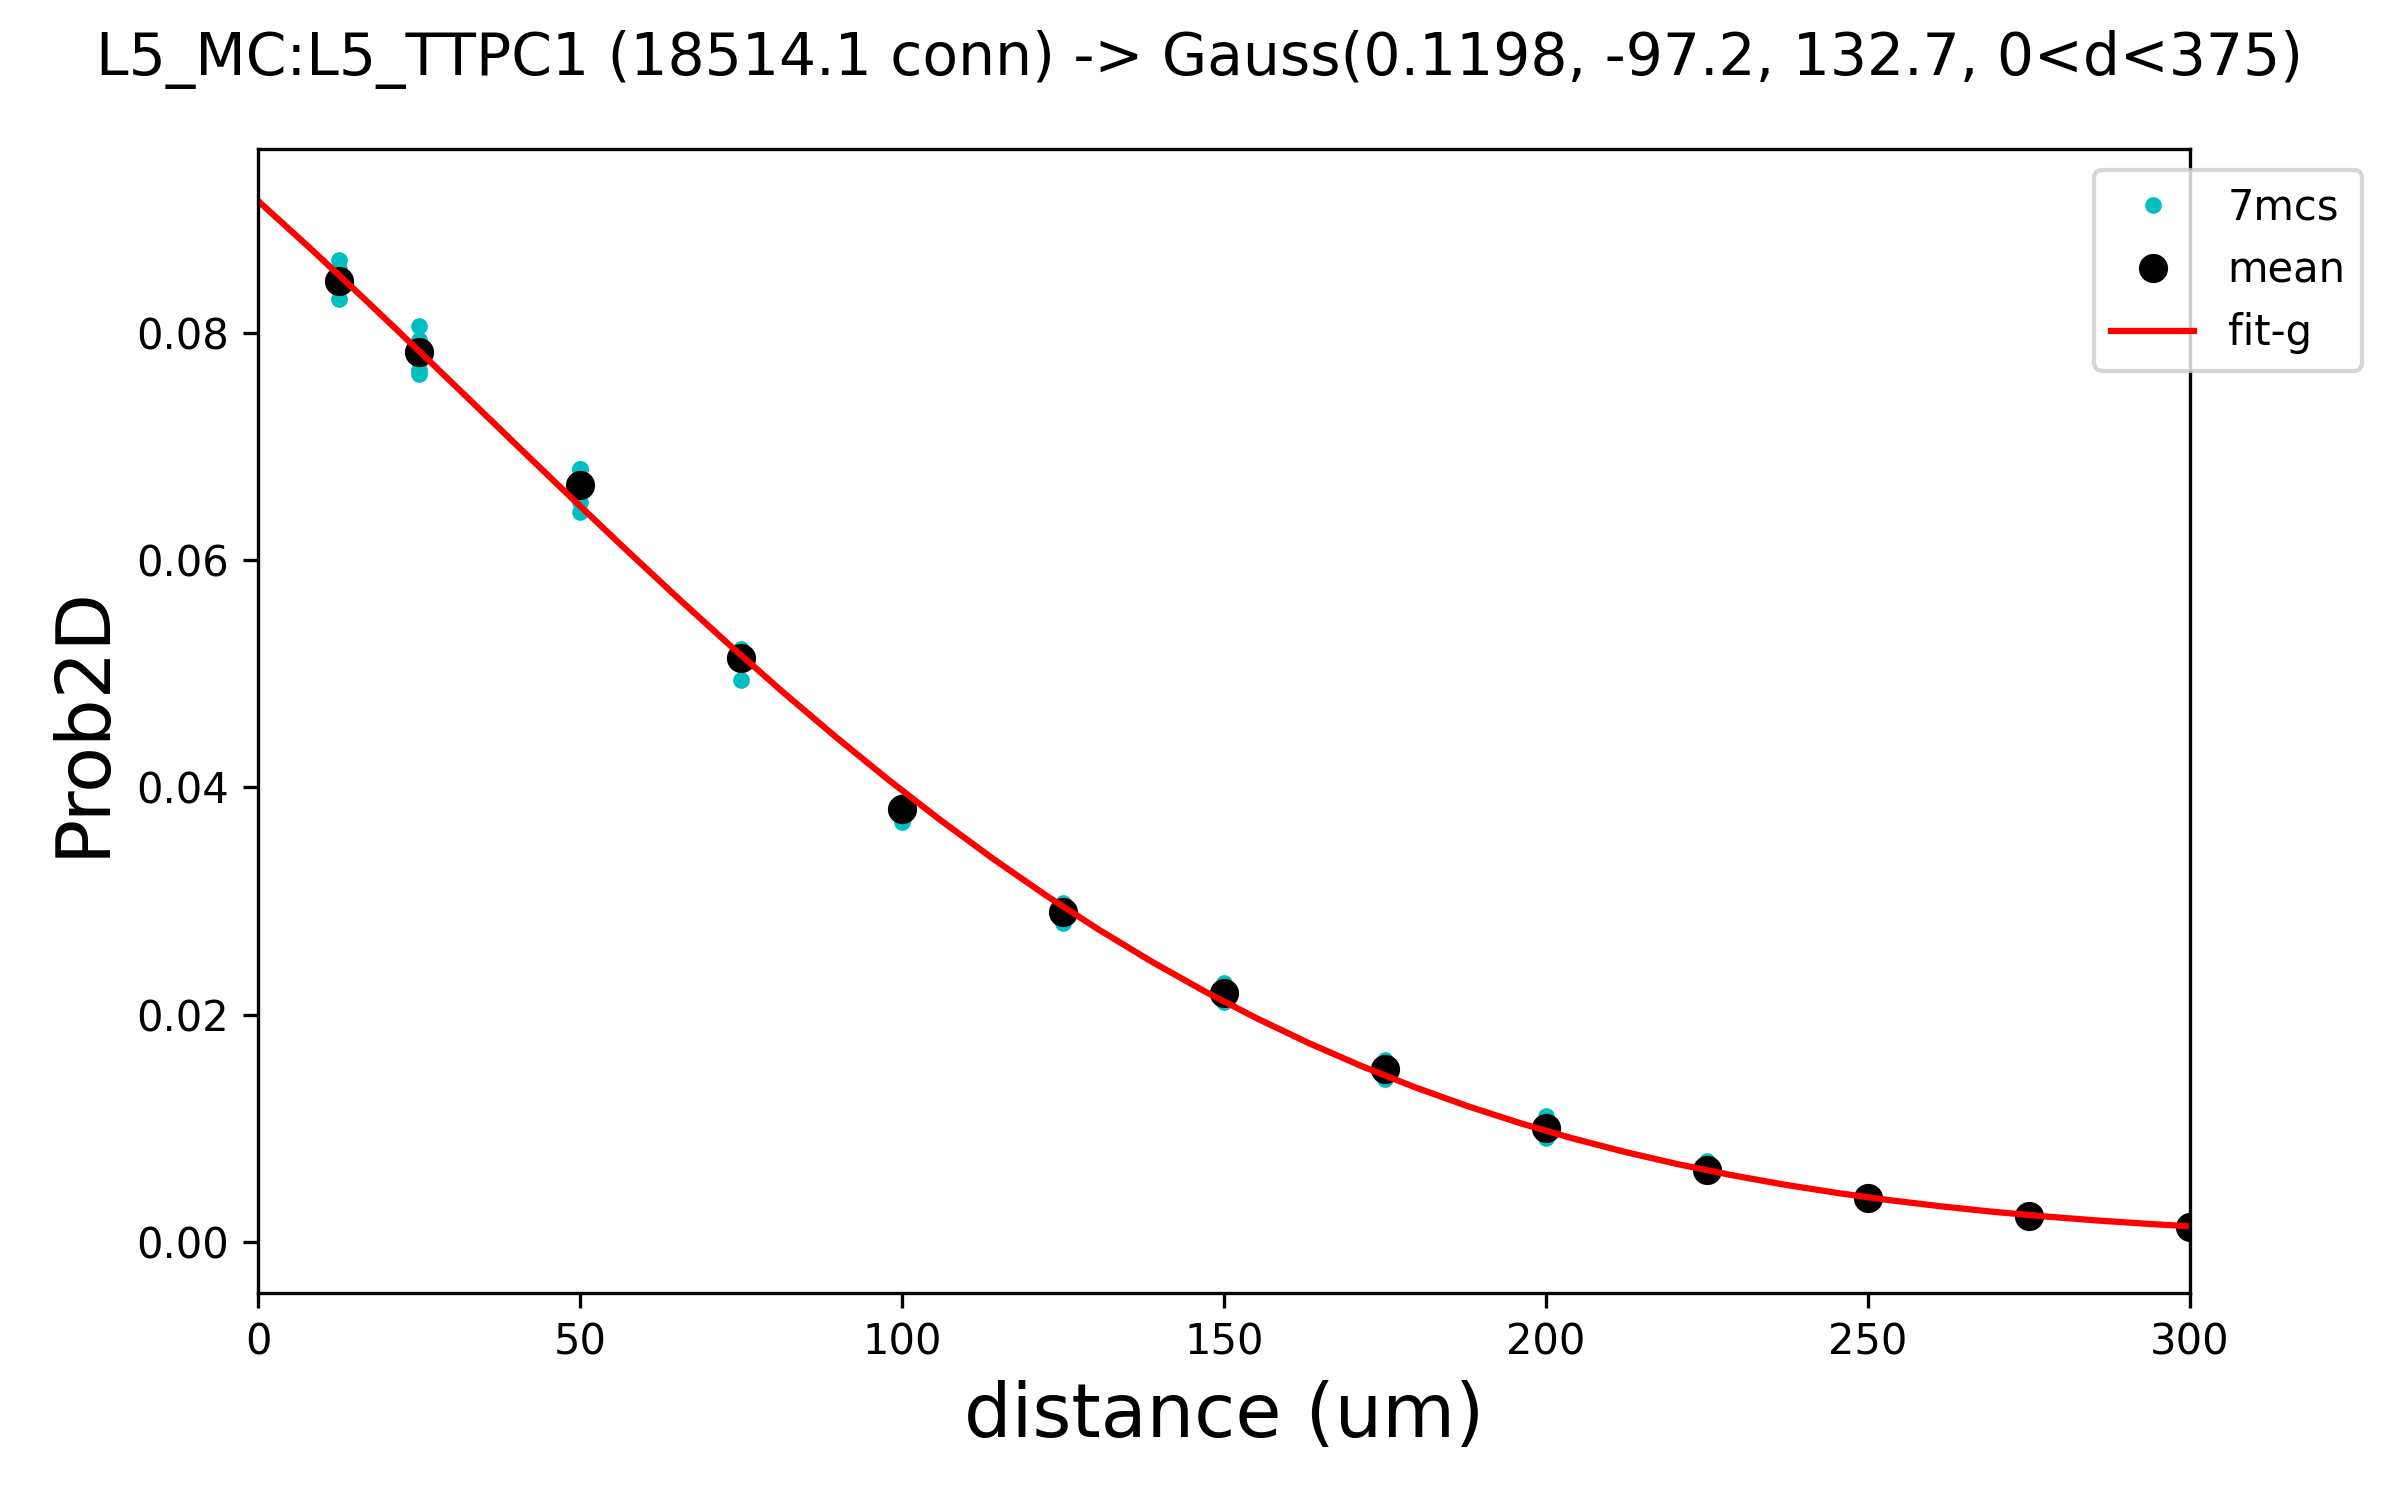 L5_MC:L5_TTPC1 (18514.1 conn) -> Gauss(0.1198, -97.2, 132.7, 0<d<375)
7mcs
mean
fit-g
Prob2D
0.08
0.06
0.04
0.02
0.00
0 50 100 150 200 250 300
distance (um)